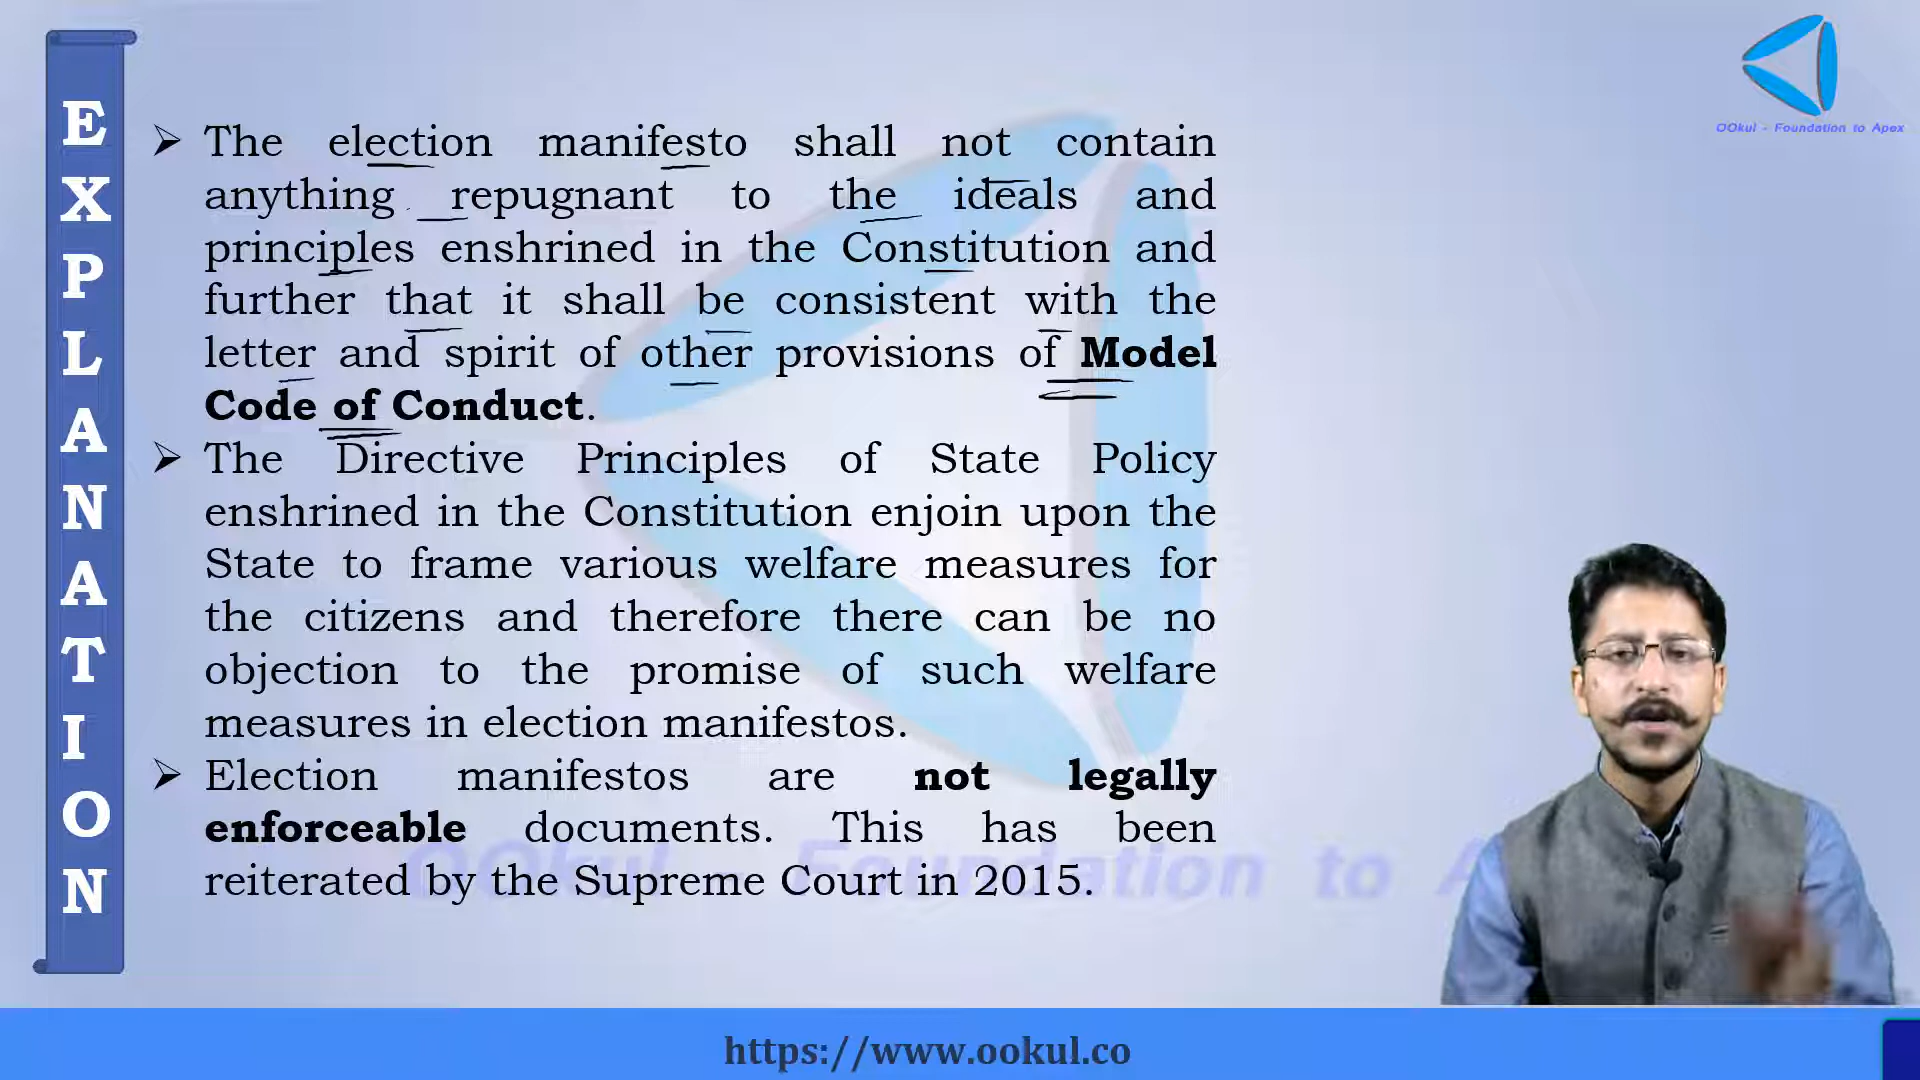 E
X
P
L
A
N
A
T
I
O
N
The election manifesto shall not contain
anything repugnant to the ideals and
principles enshrined in the Constitution and
further that it shall be consistent with the
letter and spirit of other provisions of Model
Code of Conduct.
The Directive Principles of State Policy
enshrined in the Constitution enjoin upon the
State to frame various welfare measures for
the citizens and therefore there can be no
objection to the promise of such welfare
measures in election manifestos.
Election manifestos are not legally
enforceable documents. This has been
reiterated by the Supreme Court in 2015.
OOkul - Foundation to Apex
OOkul - Foundation to A
https://www.ookul.co